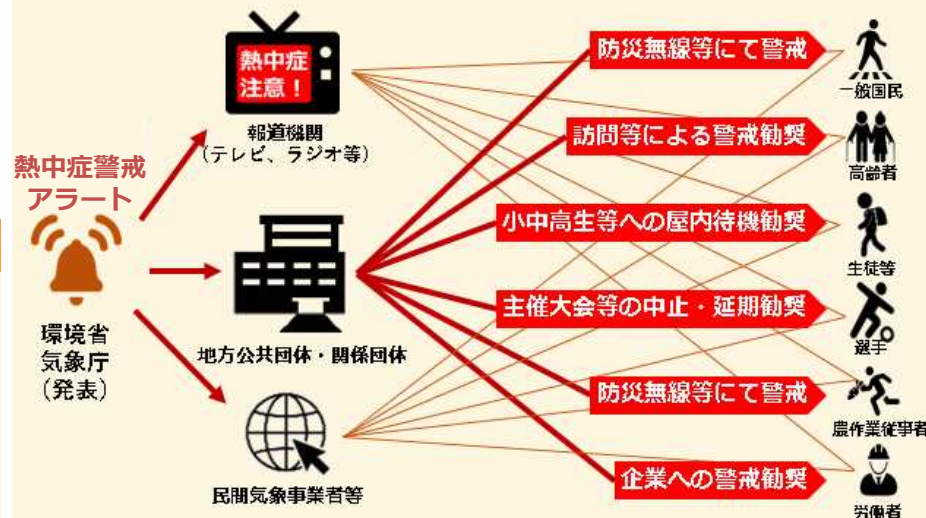 熱中症警戒
アラート
環境省
気象庁
(発表)
熱中症
注意！
報道機関
(テレビ、ラジオ等)
地方公共団体・関係団体
民間気象事業者等
防災無線等にて警戒
訪問等による警戒勧奨
小中高生等への屋内待機勧奨
主催大会等の中止・延期勧奨
防災無線等にて警戒
企業への警戒勧奨
一般国民
高齢者
生徒等
選手
農作業従事者
労働者